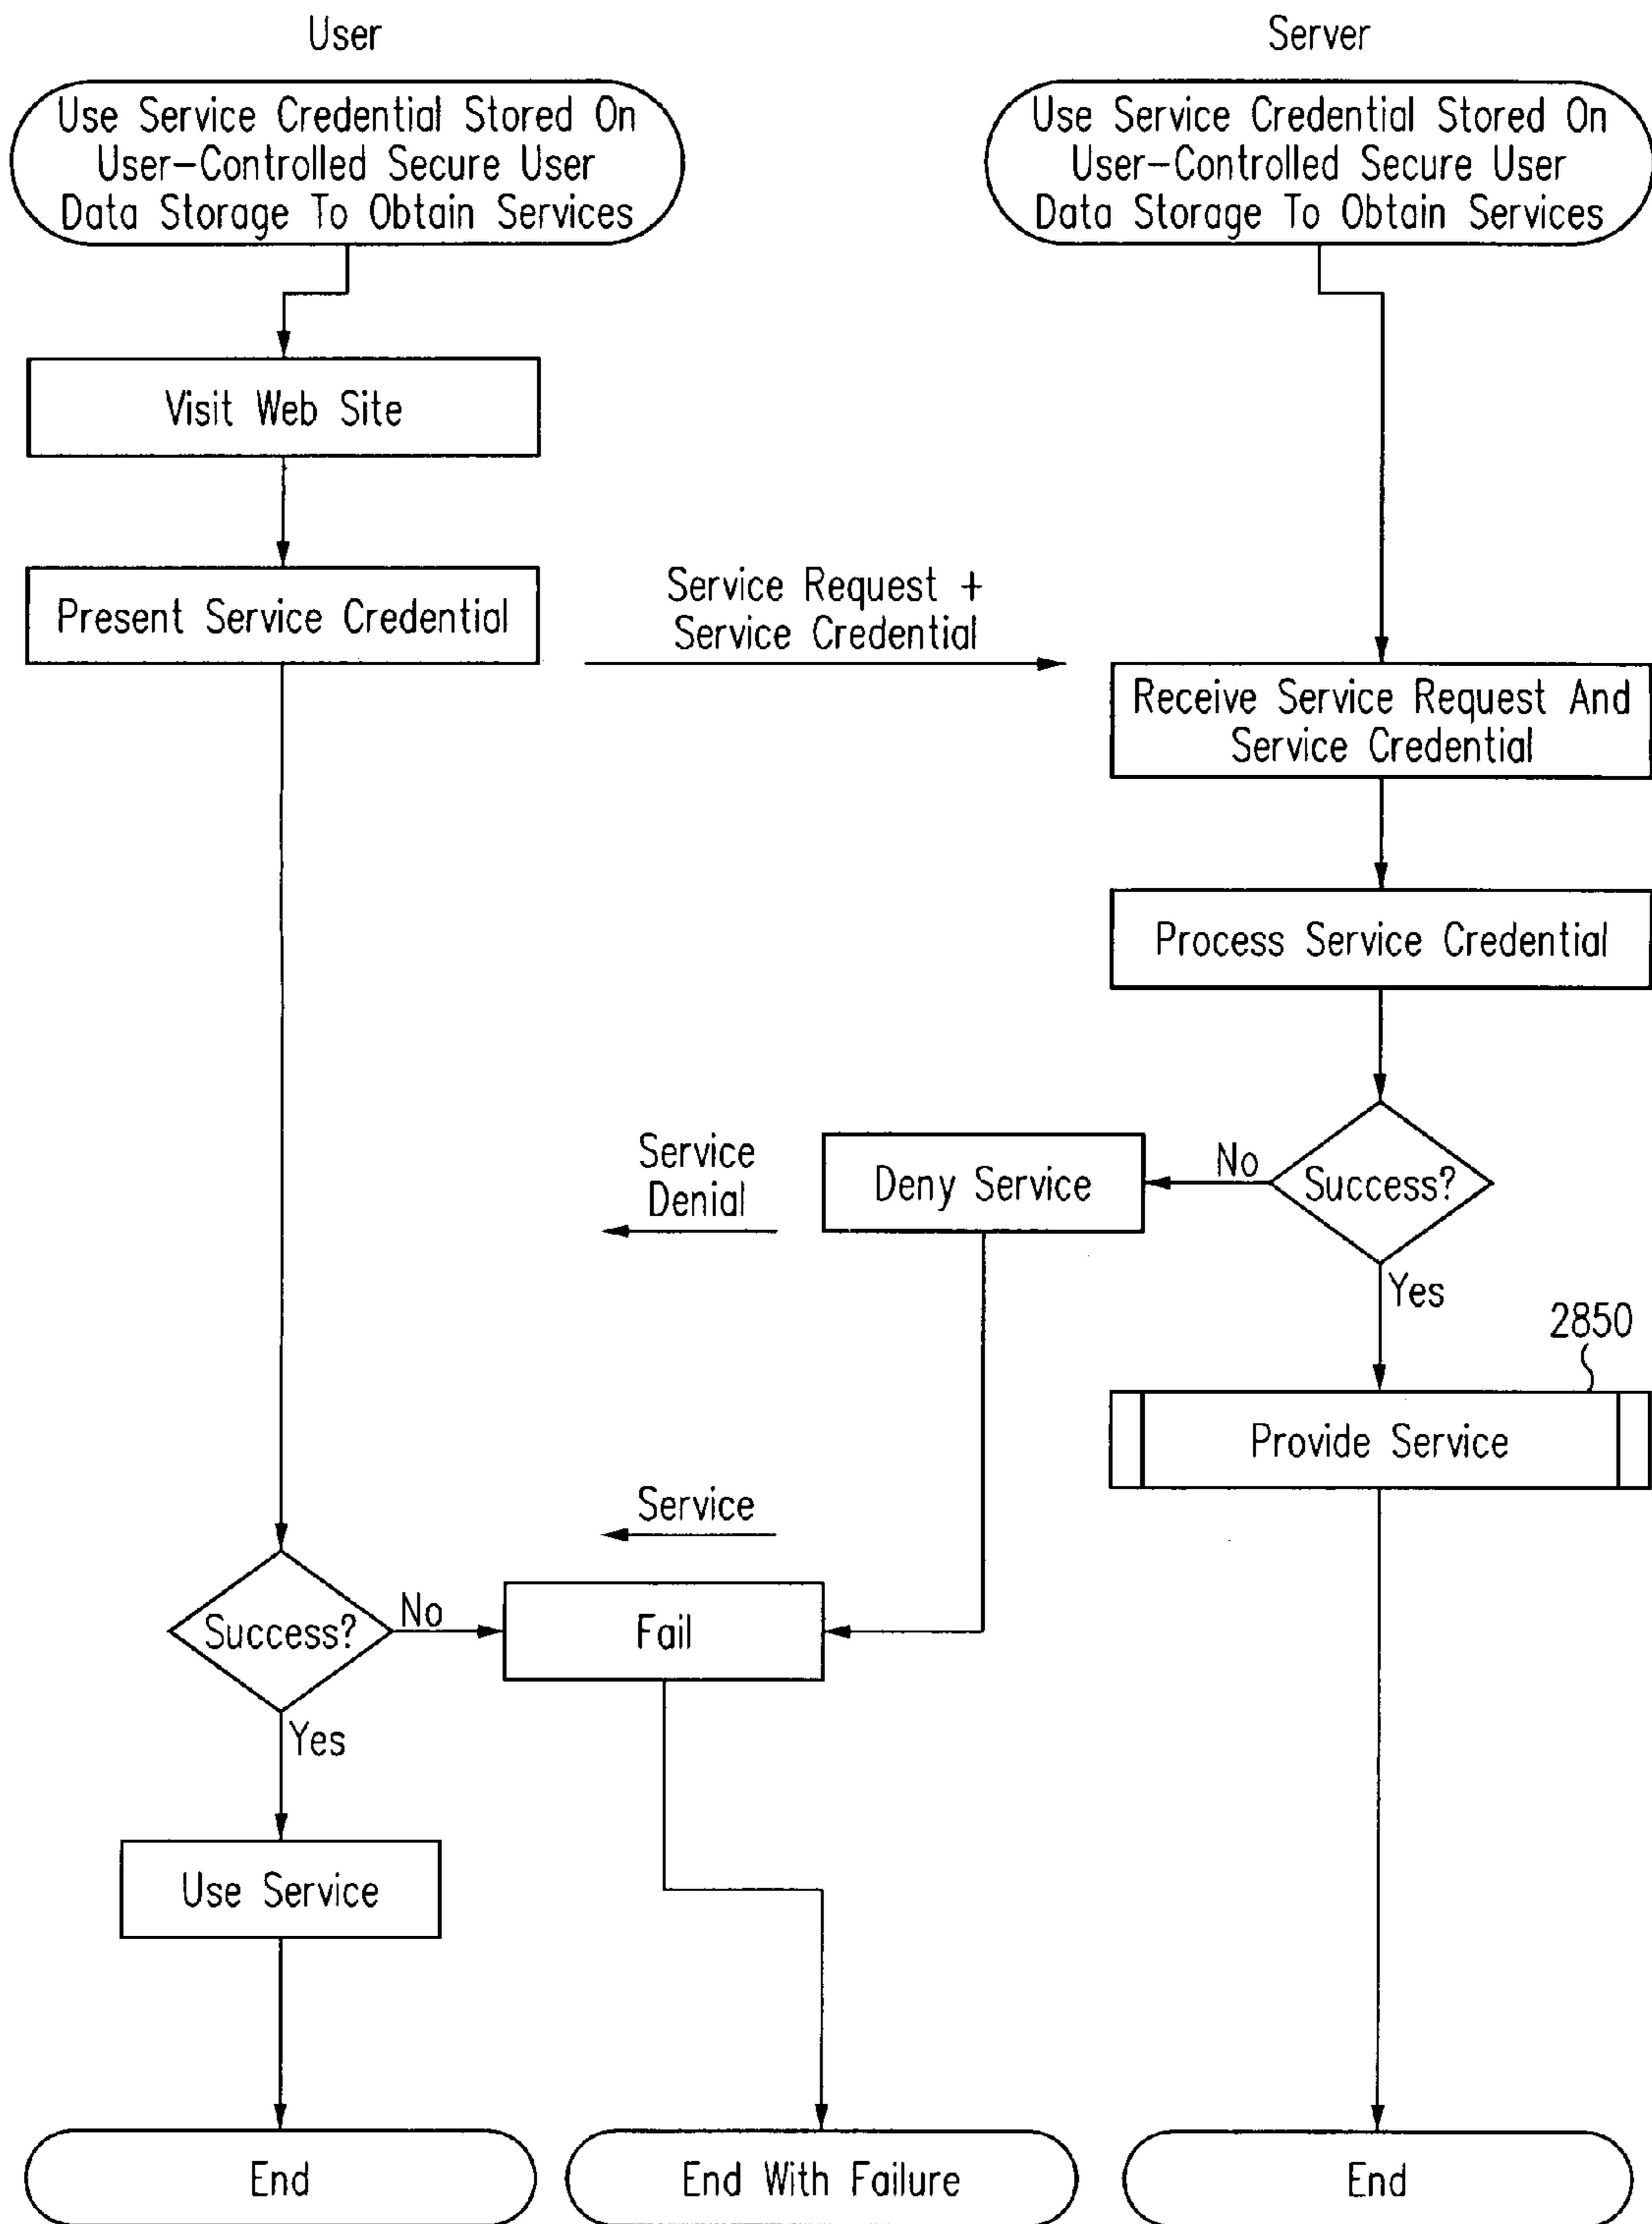 User
Server
Use Service Credential Stored On
User-Controlled Secure User
Data Storage To Obtain Services
Use Service Credential Stored On
User-Controlled Secure User
Data Storage To Obtain Services
Visit Web Site
Present Service Credential
Service Request +
Service Credential
Receive Service Request And
Service Credential
Process Service Credential
Success?
No
Deny Service
Service
Denial
Yes
2850
Provide Service
Service
Success?
No
Fail
Yes
Use Service
End
End With Failure
End